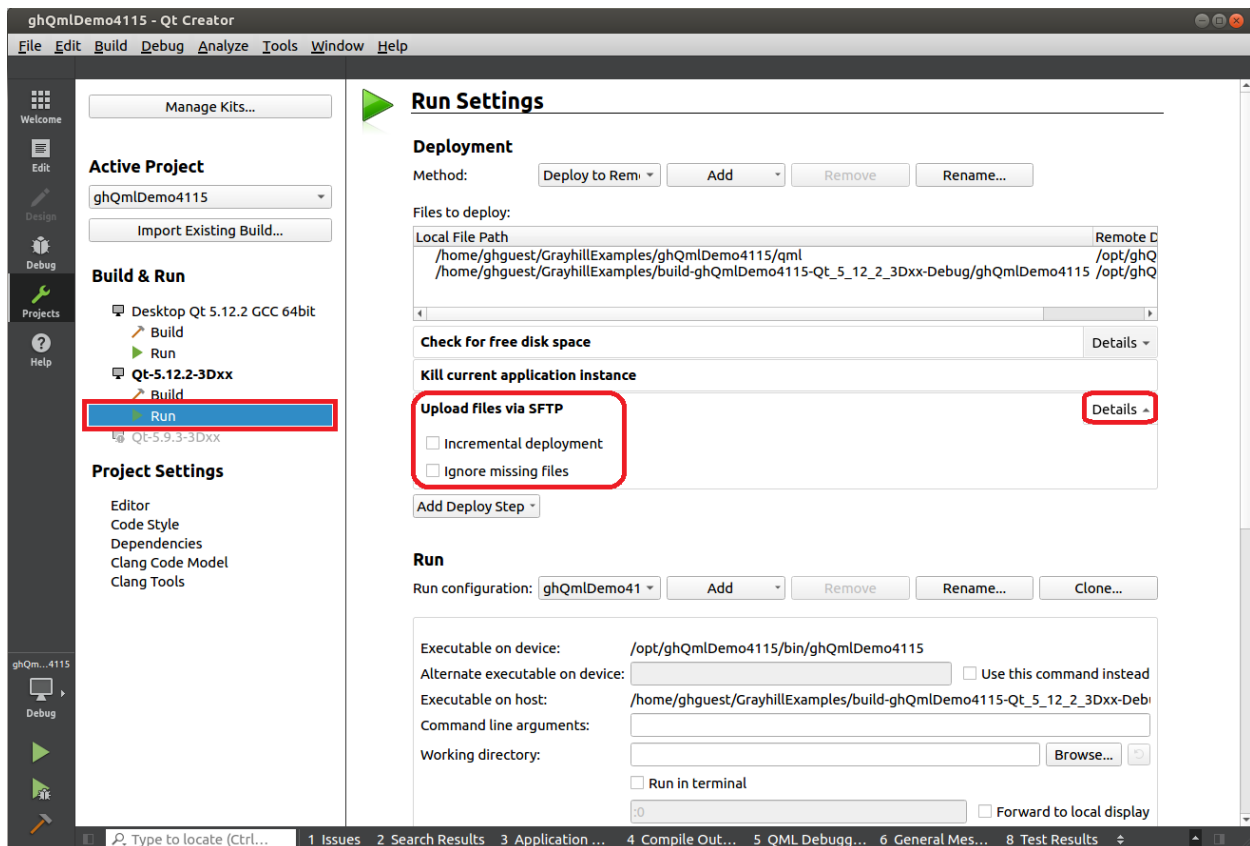 ghQmlDemo4115 - Qt Creator
File Edit Build Debug Analyze Tools Window Help
Welcome
Edit
Design
Debug
Projects
Help
Manage Kits...
Active Project
ghQmlDemo4115
Import Existing Build...
Build & Run
Desktop Qt 5.12.2 GCC 64bit
Build
Run
Qt-5.12.2-3Dxx
Build
Run
Qt-5.9.3-3Dxx
Project Settings
Editor
Code Style
Dependencies
Clang Code Model
Clang Tools
Run Settings
Deployment
Method: Deploy to Rem Add Remove Rename...
Files to deploy:
Local File Path Remote D
/home/ghguest/GrayhillExamples/ghQmlDemo4115/qml /opt/ghQ
/home/ghguest/GrayhillExamples/build-ghQmlDemo4115-Qt_5_12_2_3Dxx-Debug/ghQmlDemo4115 /opt/ghQ
Check for free disk space Details
Kill current application instance
Upload files via SFTP Details
Incremental deployment
Ignore missing files
Add Deploy Step
Run
Run configuration: ghQmlDemo41 Add Remove Rename... Clone...
Executable on device: /opt/ghQmlDemo4115/bin/ghQmlDemo4115
Alternate executable on device: Use this command instead
Executable on host: /home/ghguest/GrayhillExamples/build-ghQmlDemo4115-Qt_5_12_2_3Dxx-Deb
Command line arguments:
Working directory: Browse...
Run in terminal
:0 Forward to local display
ghQm...4115
Debug
Type to locate (Ctrl... 1 Issues 2 Search Results 3 Application ... 4 Compile Out... 5 QML Debugg... 6 General Mes... 8 Test Results